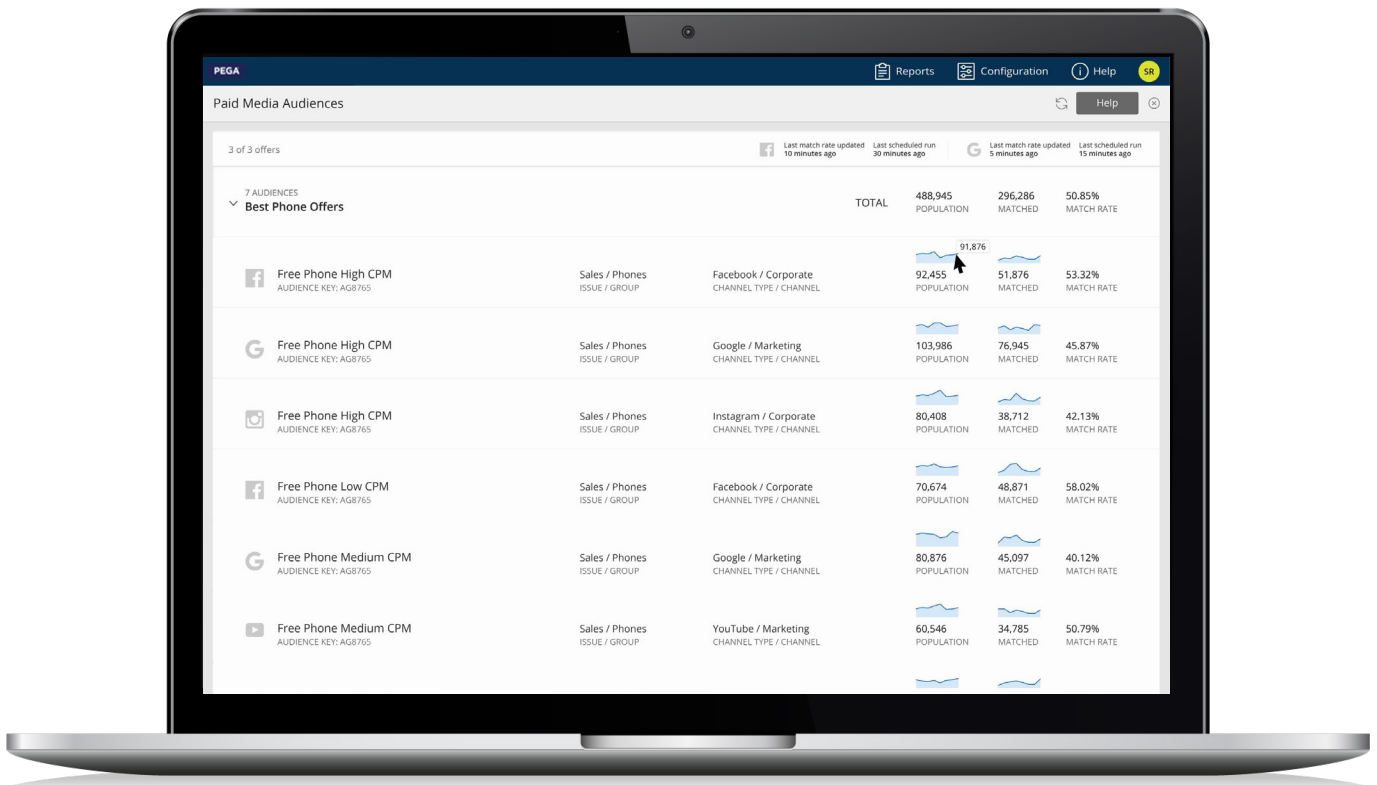 PEGA
Reports Configuration Help SR
Paid Media Audiences
Help
3 of 3 offers
Last match rate updated Last scheduled run Last match rate updated Last scheduled run
10 minutes ago 30 minutes ago 5 minutes ago 15 minutes ago
7 AUDIENCES
Best Phone Offers
TOTAL
488,945 296,286 50.85%
POPULATION MATCHED MATCH RATE
91,876
Free Phone High CPM Sales / Phones Facebook / Corporate 92,455 51,876 53.32%
AUDIENCE KEY: AG8765 ISSUE / GROUP CHANNEL TYPE / CHANNEL POPULATION MATCHED MATCH RATE
Free Phone High CPM Sales / Phones Google / Marketing 103,986 76,945 45.87%
AUDIENCE KEY: AG8765 ISSUE / GROUP CHANNEL TYPE / CHANNEL POPULATION MATCHED MATCH RATE
Free Phone High CPM Sales / Phones Instagram / Corporate 80,408 38,712 42.13%
AUDIENCE KEY: AG8765 ISSUE / GROUP CHANNEL TYPE / CHANNEL POPULATION MATCHED MATCH RATE
Free Phone Low CPM Sales / Phones Facebook / Corporate 70,674 48,871 58.02%
AUDIENCE KEY: AG8765 ISSUE / GROUP CHANNEL TYPE / CHANNEL POPULATION MATCHED MATCH RATE
Free Phone Medium CPM Sales / Phones Google / Marketing 80,876 45,097 40.12%
AUDIENCE KEY: AG8765 ISSUE / GROUP CHANNEL TYPE / CHANNEL POPULATION MATCHED MATCH RATE
Free Phone Medium CPM Sales / Phones YouTube / Marketing 60,546 34,785 50.79%
AUDIENCE KEY: AG8765 ISSUE / GROUP CHANNEL TYPE / CHANNEL POPULATION MATCHED MATCH RATE